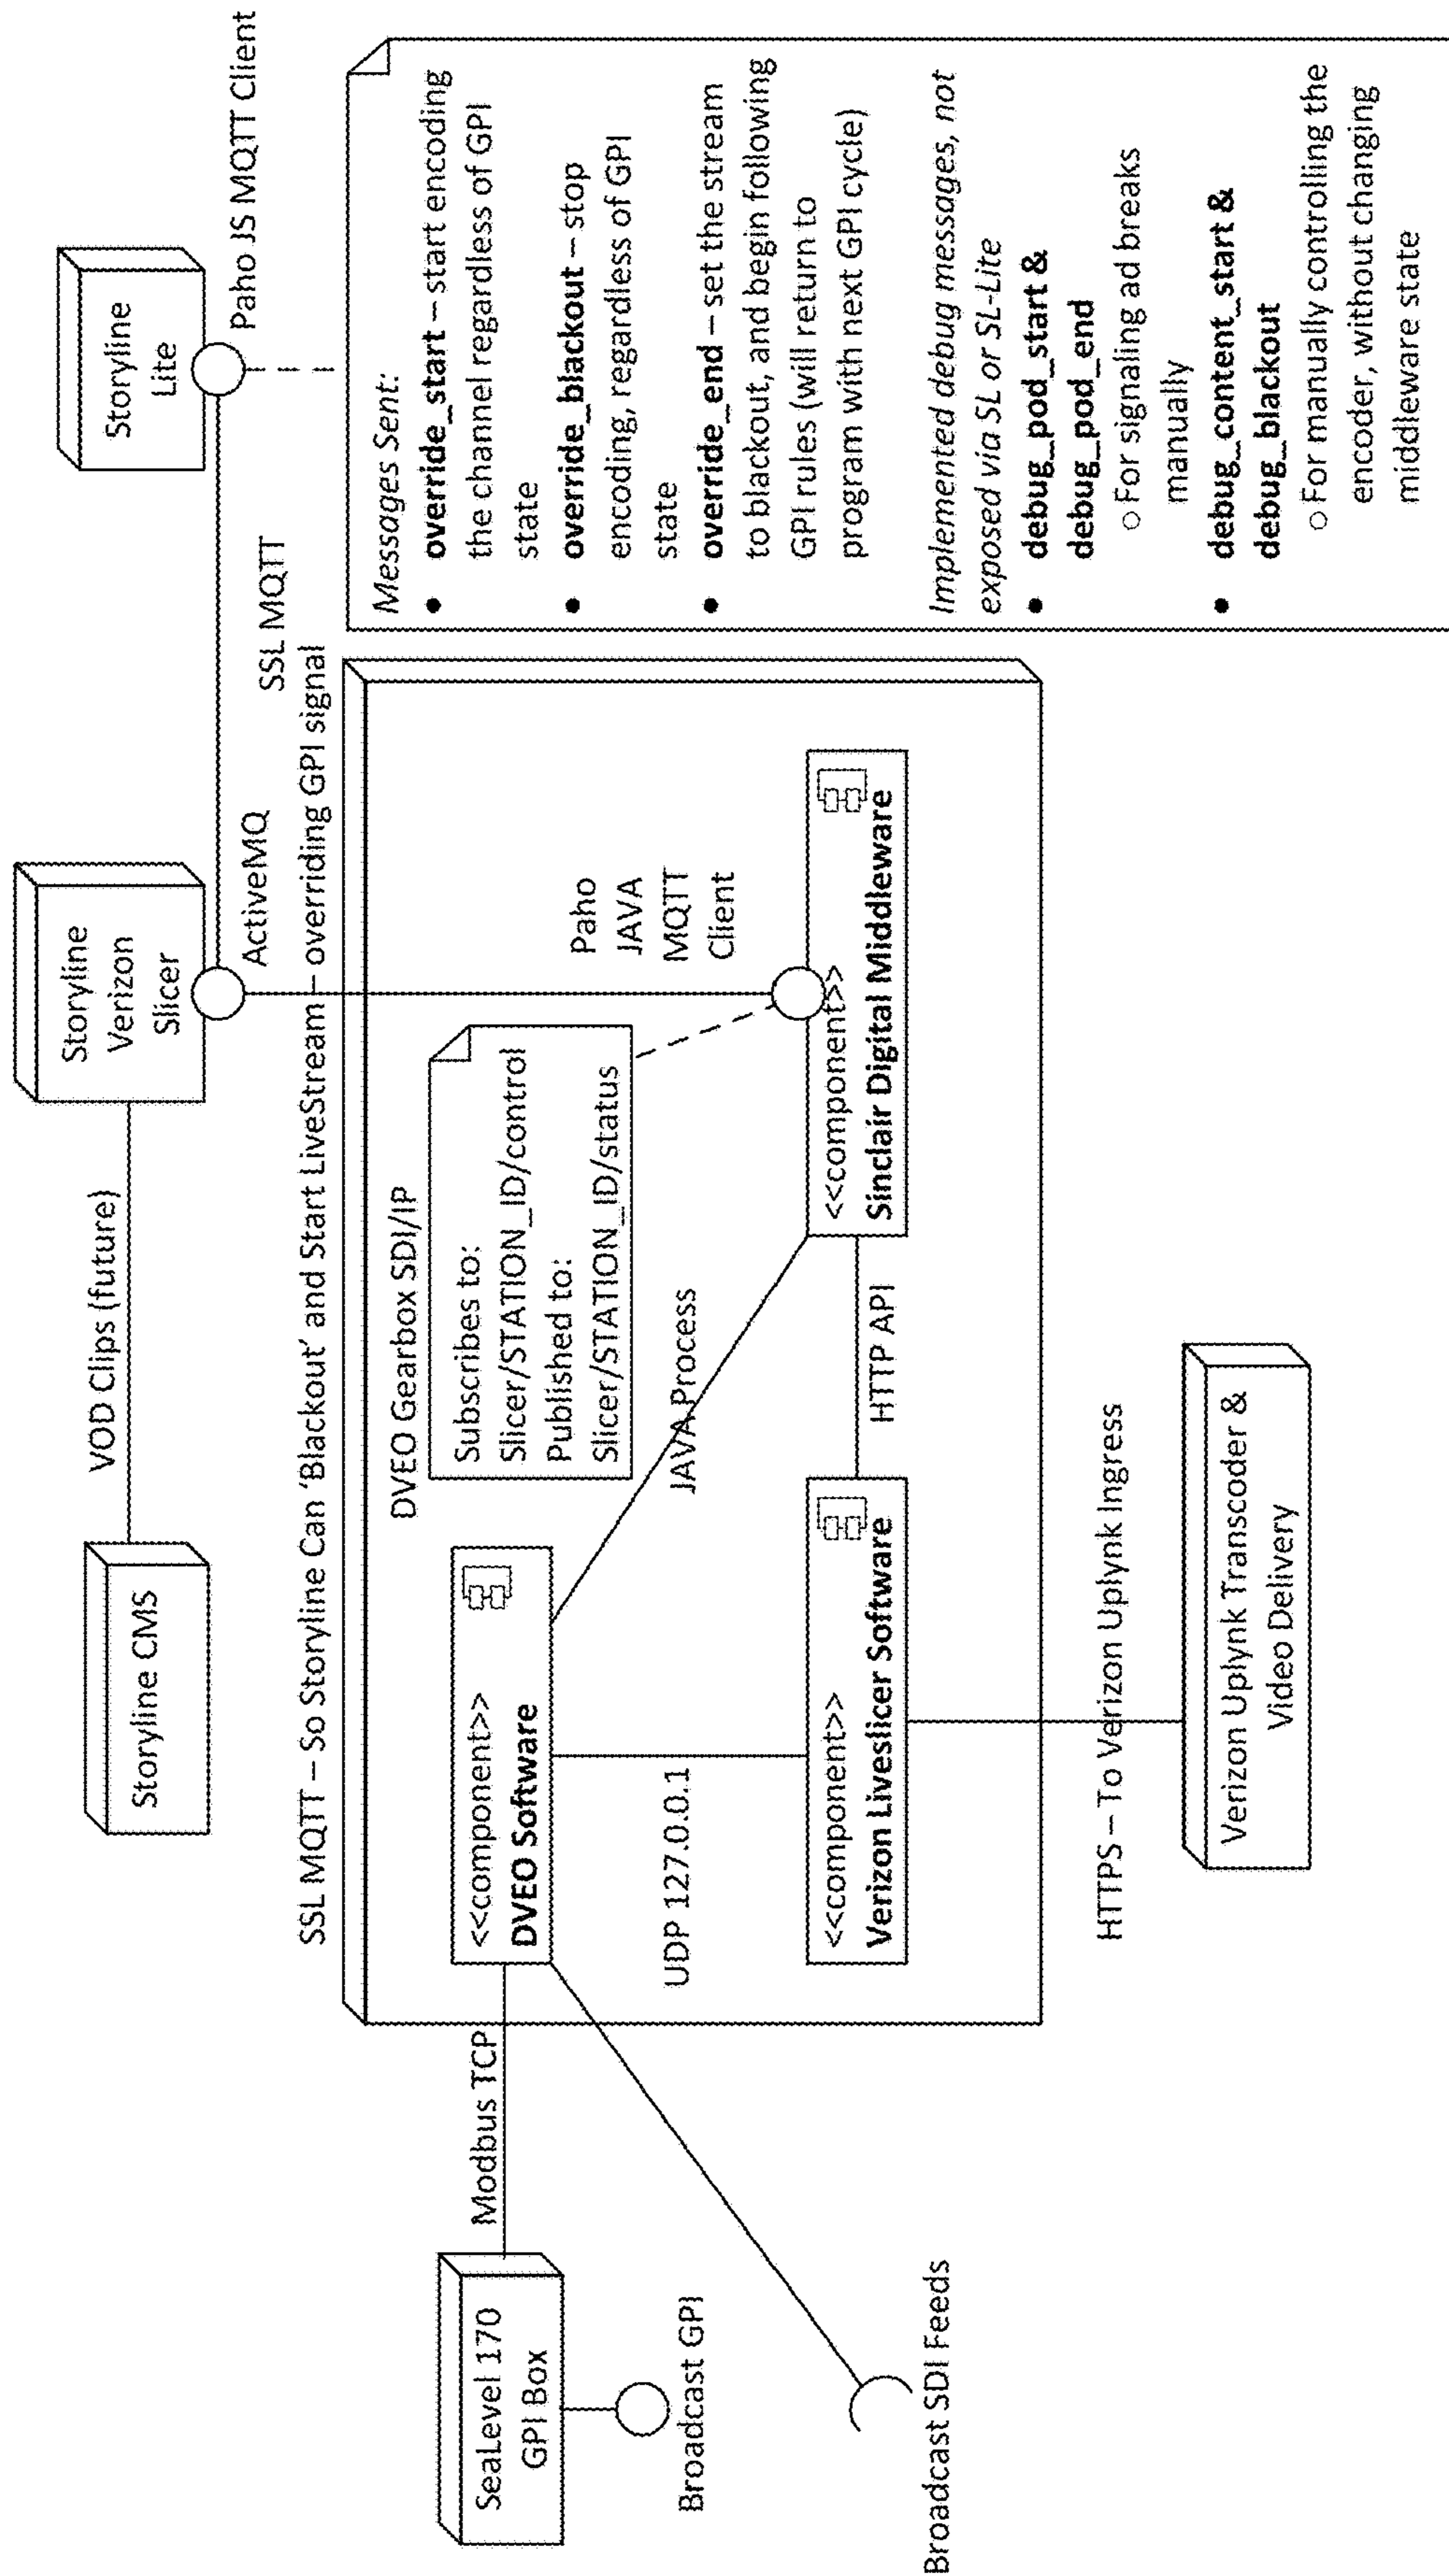 Storyline CMS
VOD Clips (future)
Storyline
Verizon
Slicer
ActiveMQ
SSL MQTT
Storyline
Lite
Paho JS MQTT Client
SSL MQTT – So Storyline Can 'Blackout' and Start LiveStream – overriding GPI signal
SeaLevel 170
GPI Box
Modbus TCP
Broadcast GPI
Broadcast SDI Feeds
DVEO Gearbox SDI/IP
<<component>>
DVEO Software
Subscribes to:
Slicer/STATION_ID/control
Published to:
Slicer/STATION_ID/status
Paho
JAVA
MQTT
Client
UDP 127.0.0.1
JAVA Process
<<component>>
Verizon Liveslicer Software
HTTP API
<<component>>
Sinclair Digital Middleware
HTTPS – To Verizon Uplynk Ingress
Verizon Uplynk Transcoder &
Video Delivery
Messages Sent:
• override_start – start encoding
the channel regardless of GPI
state
• override_blackout – stop
encoding, regardless of GPI
state
• override_end – set the stream
to blackout, and begin following
GPI rules (will return to
program with next GPI cycle)
Implemented debug messages, not
exposed via SL or SL-Lite
• debug_pod_start &
debug_pod_end
○ For signaling ad breaks
manually
• debug_content_start &
debug_blackout
○ For manually controlling the
encoder, without changing
middleware state